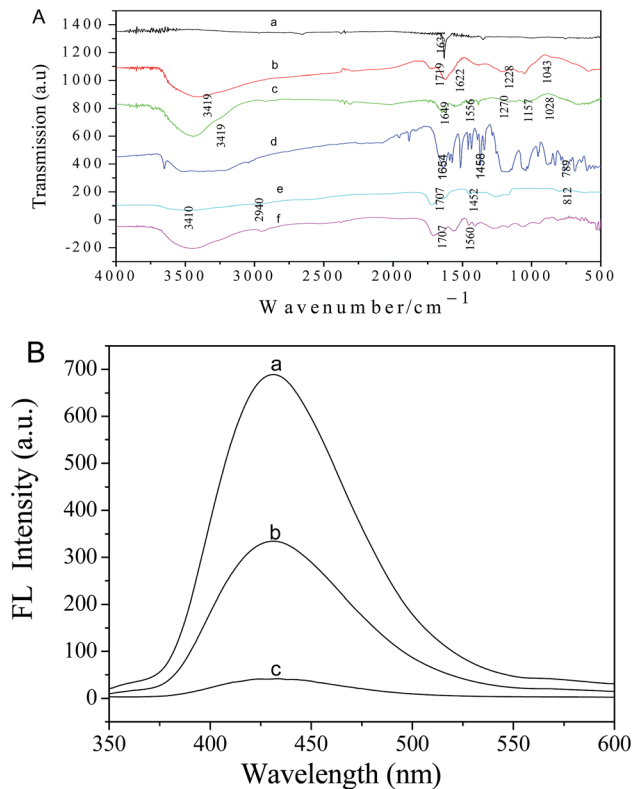 A
1400
1200
1000
800
600
400
200
0
-200
Transmission (a.u)
a
b
c
d
e
f
1631
1719
1622
1228
1043
3419
3419
1649
1556
1270
1157
1028
1654
1458
789
3410
2940
1707
1452
812
1707
1560
4000 3500 3000 2500 2000 1500 1000 500
Wavenumber/cm−1
B
700
600
500
400
300
200
100
0
FL Intensity (a.u.)
a
b
c
350 400 450 500 550 600
Wavelength (nm)